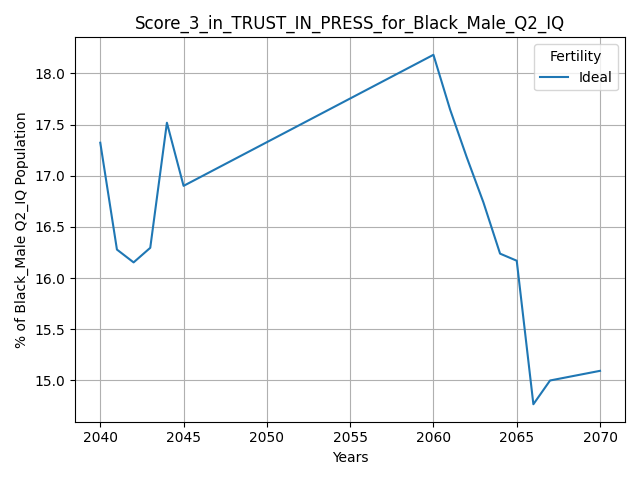 Score_3_in_TRUST_IN_PRESS_for_Black_Male_Q2_IQ
Fertility
Ideal
% of Black_Male Q2_IQ Population
18.0
17.5
17.0
16.5
16.0
15.5
15.0
2040 2045 2050 2055 2060 2065 2070
Years